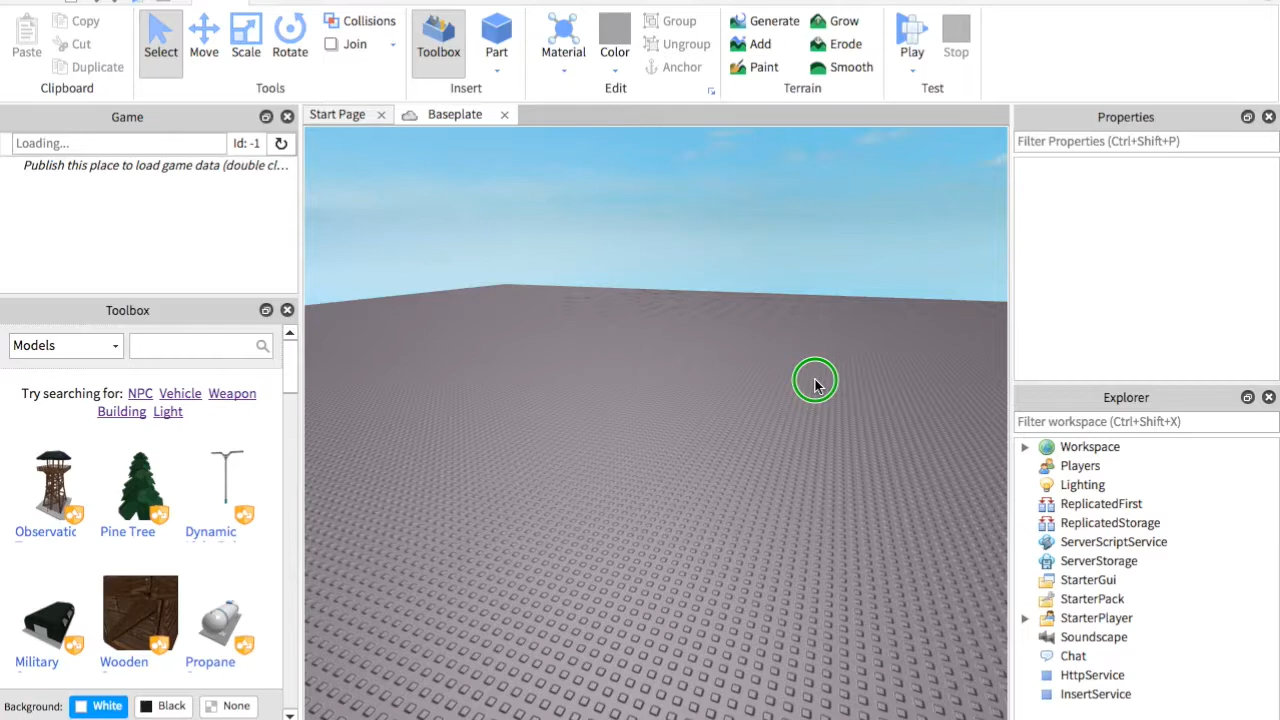 Paste
Copy
Cut
Duplicate
Clipboard
Select
Move
Scale
Rotate
Collisions
Join
Tools
Toolbox
Part
Insert
Material
Color
Group
Ungroup
Anchor
Edit
Generate
Add
Paint
Grow
Erode
Smooth
Terrain
Play
Stop
Test
Game
Loading...
Id: -1
Publish this place to load game data (double cl...
Toolbox
Models
Try searching for: NPC Vehicle Weapon
Building Light
Observatic
Pine Tree
Dynamic
Military
Wooden
Propane
Background: White Black None
Start Page
Baseplate
Properties
Filter Properties (Ctrl+Shift+P)
Explorer
Filter workspace (Ctrl+Shift+X)
Workspace
Players
Lighting
ReplicatedFirst
ReplicatedStorage
ServerScriptService
ServerStorage
StarterGui
StarterPack
StarterPlayer
Soundscape
Chat
HttpService
InsertService